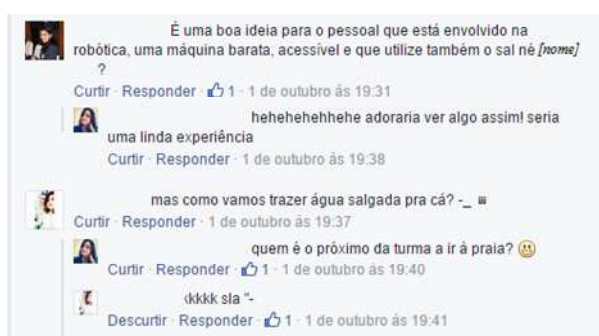 É uma boa ideia para o pessoal que está envolvido na
robòtica, uma máquina barata, acessível e que utilize também o sal né [nome]
?
Curtir · Responder · 1 · 1 de outubro às 19:31
hehehehehhehe adoraria ver algo assim! seria
uma linda experiência
Curtir · Responder · 1 de outubro às 19:38
mas como vamos trazer água salgada pra cá? -_
Curtir · Responder · 1 de outubro às 19:37
quem é o próximo da turma a ir á praia?
Curtir · Responder · 1 · 1 de outubro às 19:40
kkkk sla "-
Descurtir · Responder · 1 · 1 de outubro às 19:41